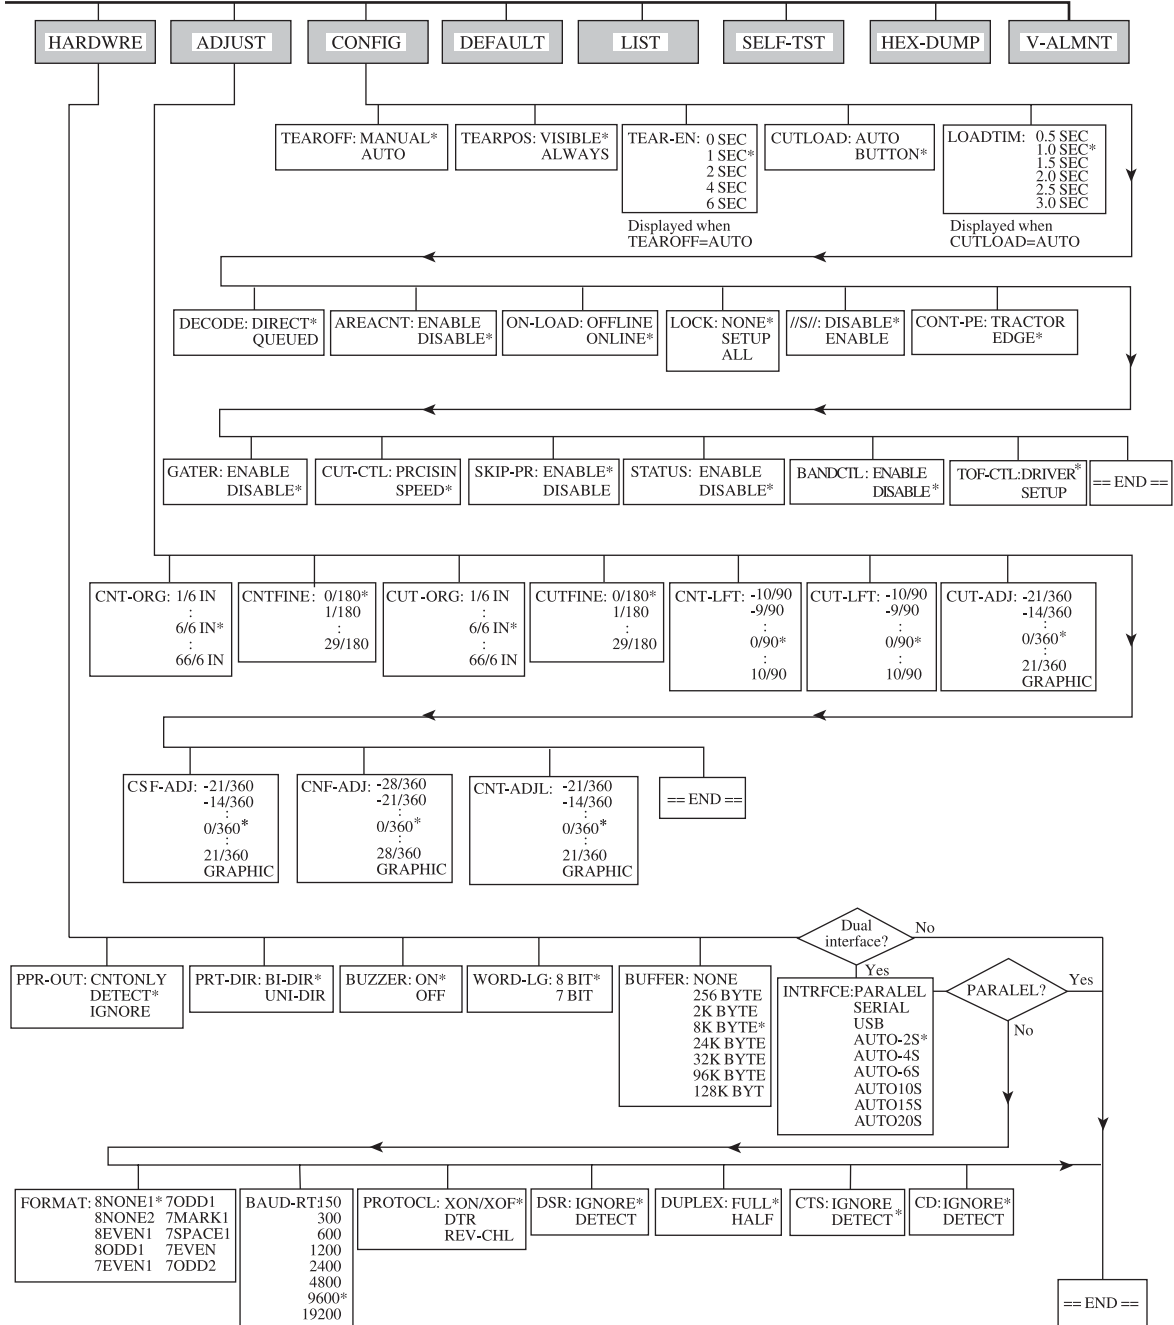 HARDWRE ADJUST CONFIG DEFAULT LIST SELF-TST HEX-DUMP V-ALMNT
TEAROFF: MANUAL*
AUTO
TEARPOS: VISIBLE*
ALWAYS
TEAR-EN: 0 SEC
1 SEC*
2 SEC
4 SEC
6 SEC
Displayed when
TEAROFF=AUTO
CUTLOAD: AUTO
BUTTON*
LOADTIM: 0.5 SEC
1.0 SEC*
1.5 SEC
2.0 SEC
2.5 SEC
3.0 SEC
Displayed when
CUTLOAD=AUTO
DECODE: DIRECT*
QUEUED
AREACNT: ENABLE
DISABLE*
ON-LOAD: OFFLINE
ONLINE*
LOCK: NONE*
SETUP
ALL
//S//: DISABLE*
ENABLE
CONT-PE: TRACTOR
EDGE*
GATER: ENABLE
DISABLE*
CUT-CTL: PRCISIN
SPEED*
SKIP-PR: ENABLE*
DISABLE
STATUS: ENABLE
DISABLE*
BANDCTL: ENABLE
DISABLE*
TOF-CTL:DRIVER*
SETUP
== END ==
CNT-ORG: 1/6 IN
:
6/6 IN*
:
66/6 IN
CNTFINE: 0/180*
1/180
:
29/180
CUT-ORG: 1/6 IN
:
6/6 IN*
:
66/6 IN
CUTFINE: 0/180*
1/180
:
29/180
CNT-LFT: -10/90
-9/90
:
0/90*
:
10/90
CUT-LFT: -10/90
-9/90
:
0/90*
:
10/90
CUT-ADJ: -21/360
-14/360
:
0/360*
:
21/360
GRAPHIC
CSF-ADJ: -21/360
-14/360
:
0/360*
:
21/360
GRAPHIC
CNF-ADJ: -28/360
-21/360
:
0/360*
:
28/360
GRAPHIC
CNT-ADJL: -21/360
-14/360
:
0/360*
:
21/360
GRAPHIC
== END ==
Dual
interface?
No
Yes
PPR-OUT: CNTONLY
DETECT*
IGNORE
PRT-DIR: BI-DIR*
UNI-DIR
BUZZER: ON*
OFF
WORD-LG: 8 BIT*
7 BIT
BUFFER: NONE
256 BYTE
2K BYTE
8K BYTE*
24K BYTE
32K BYTE
96K BYTE
128K BYT
INTRFCE:PARALEL
SERIAL
USB
AUTO-2S*
AUTO-4S
AUTO-6S
AUTO10S
AUTO15S
AUTO20S
PARALEL?
Yes
No
FORMAT: 8NONE1* 7ODD1
8NONE2 7MARK1
8EVEN1 7SPACE1
8ODD1 7EVEN
7EVEN1 7ODD2
BAUD-RT:150
300
600
1200
2400
4800
9600*
19200
PROTOCL: XON/XOF*
DTR
REV-CHL
DSR: IGNORE*
DETECT
DUPLEX: FULL*
HALF
CTS: IGNORE
DETECT*
CD: IGNORE*
DETECT
== END ==